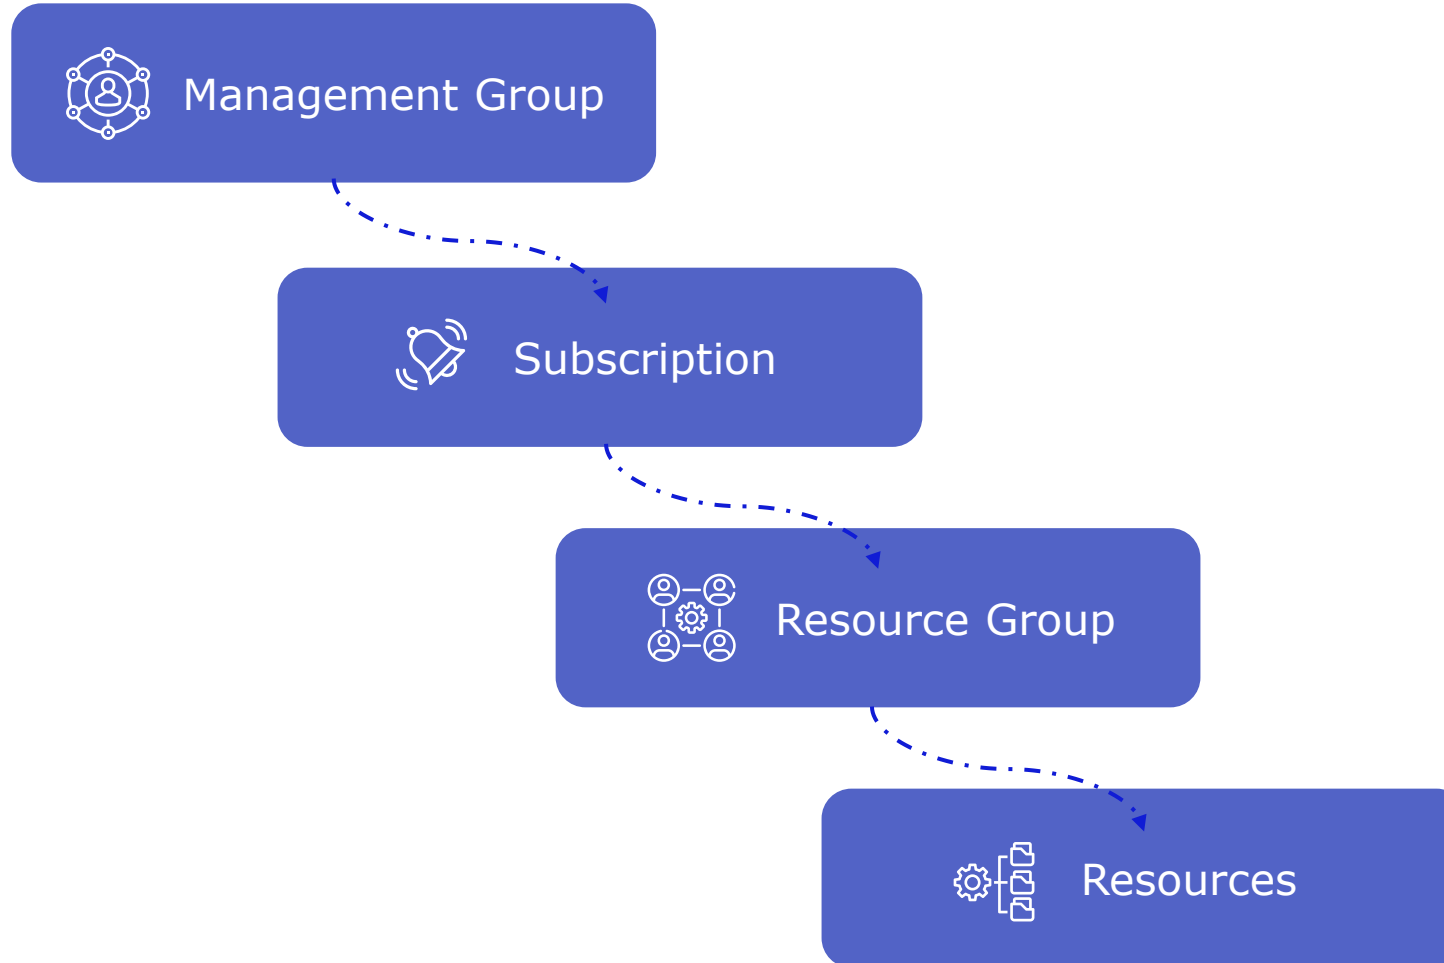 Management Group
Subscription
Resource Group
Resources